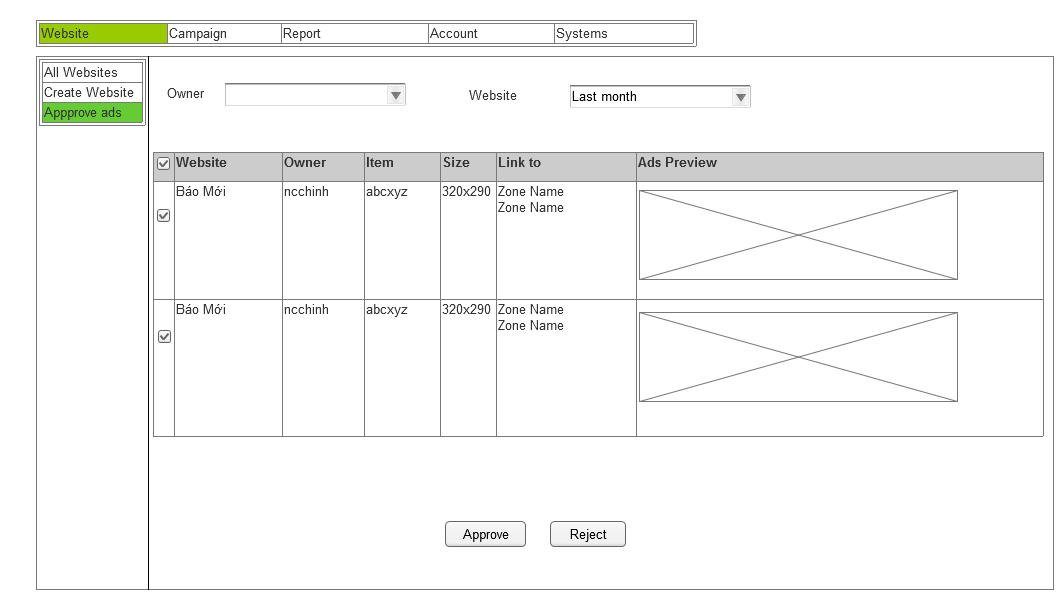 Website Campaign Report Account Systems
All Websites
Create Website
Appprove ads
Owner Website Last month
Website Owner Item Size Link to Ads Preview
Báo Mới ncchinh abcxyz 320x290 Zone Name
Zone Name
Báo Mới ncchinh abcxyz 320x290 Zone Name
Zone Name
Approve Reject